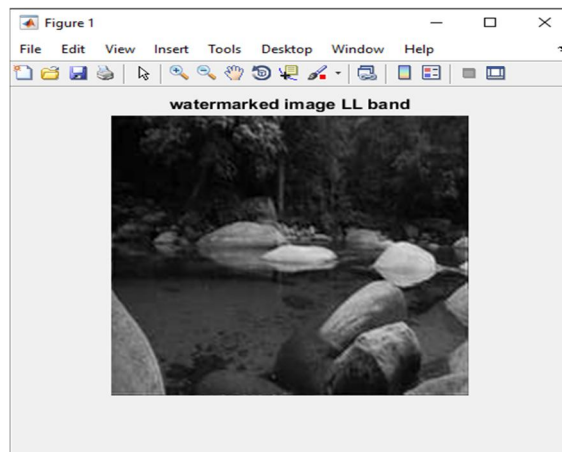 Figure 1
File Edit View Insert Tools Desktop Window Help
watermarked image LL band